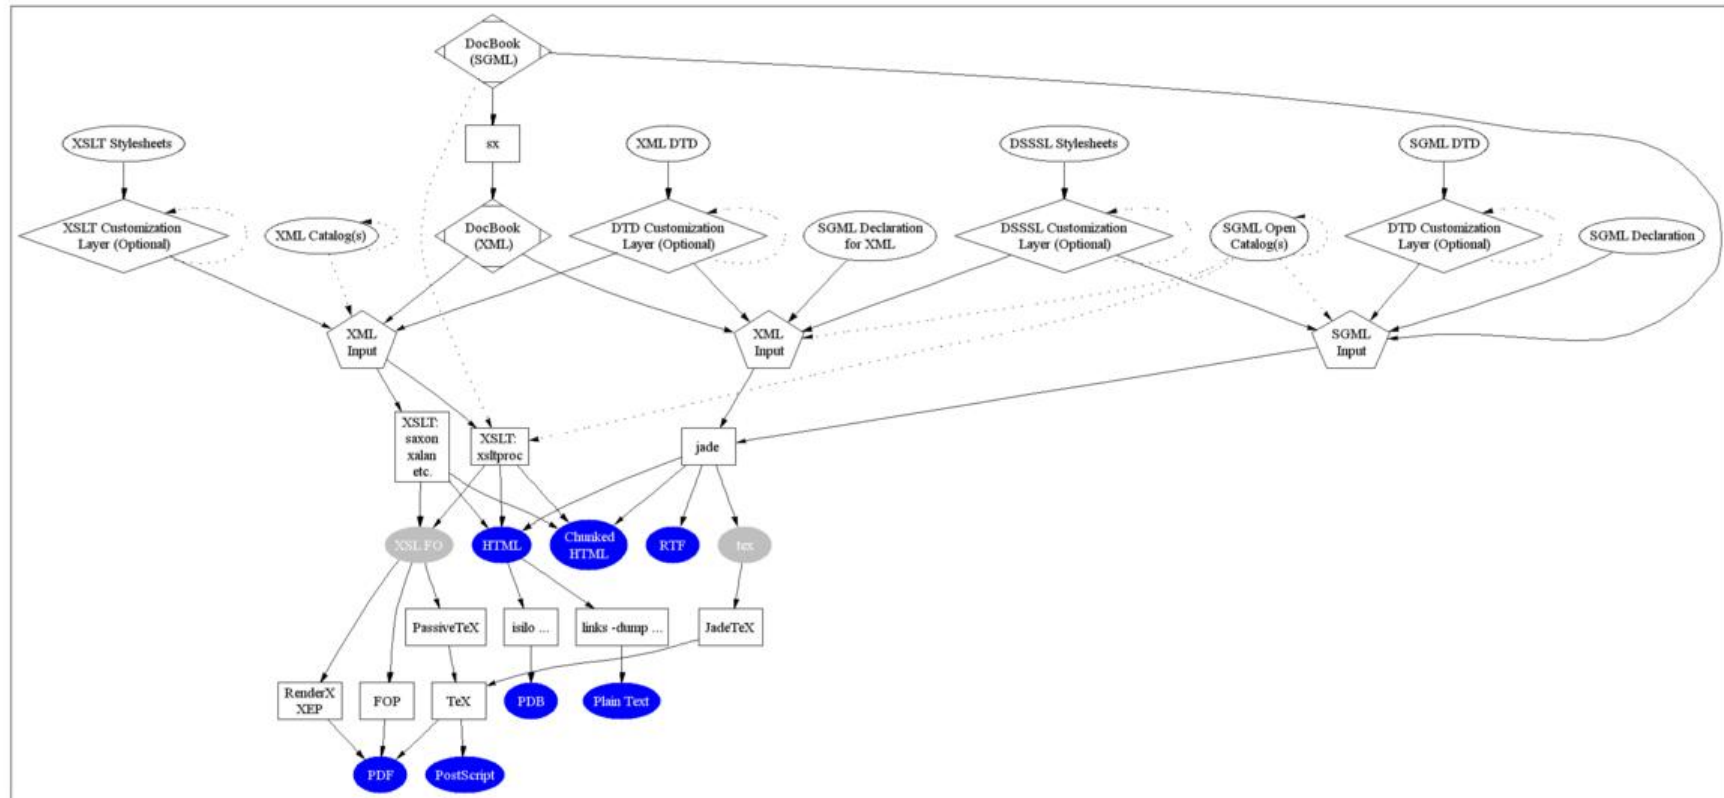 DocBook
(SGML)
XSLT Stylesheets
sx
XML DTD
DSSSL Stylesheets
SGML DTD
XSLT Customization
Layer (Optional)
XML Catalog(s)
DocBook
(XML)
DTD Customization
Layer (Optional)
SGML Declaration
for XML
DSSSL Customization
Layer (Optional)
SGML Open
Catalog(s)
DTD Customization
Layer (Optional)
SGML Declaration
XML
Input
XML
Input
SGML
Input
XSLT:
saxon
xalan
etc.
XSLT:
xsltproc
jade
XSL FO
HTML
Chunked
HTML
RTF
tex
PassiveTeX
isilo ...
links -dump ...
JadeTeX
RenderX
XEP
FOP
TeX
PDB
Plain Text
PDF
PostScript